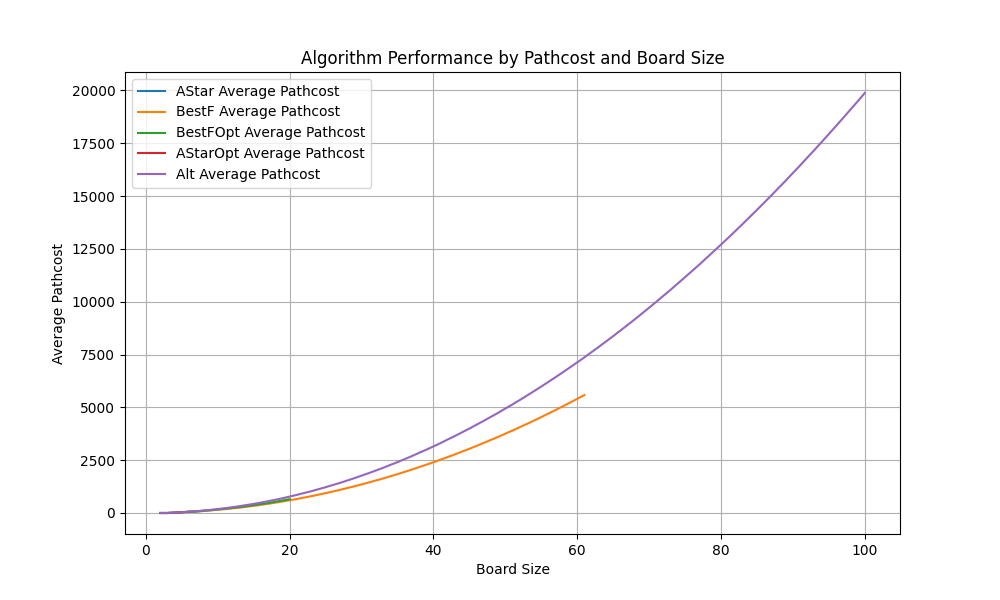 Algorithm Performance by Pathcost and Board Size
AStar Average Pathcost
BestF Average Pathcost
BestFOpt Average Pathcost
AStarOpt Average Pathcost
Alt Average Pathcost
Average Pathcost
20000
17500
15000
12500
10000
7500
5000
2500
0
0 20 40 60 80 100
Board Size